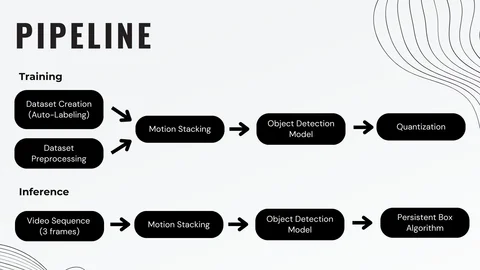 PIPELINE
Training
Dataset Creation
(Auto-Labeling)
Dataset
Preprocessing
Motion Stacking
Object Detection
Model
Quantization
Inference
Video Sequence
(3 frames)
Motion Stacking
Object Detection
Model
Persistent Box
Algorithm